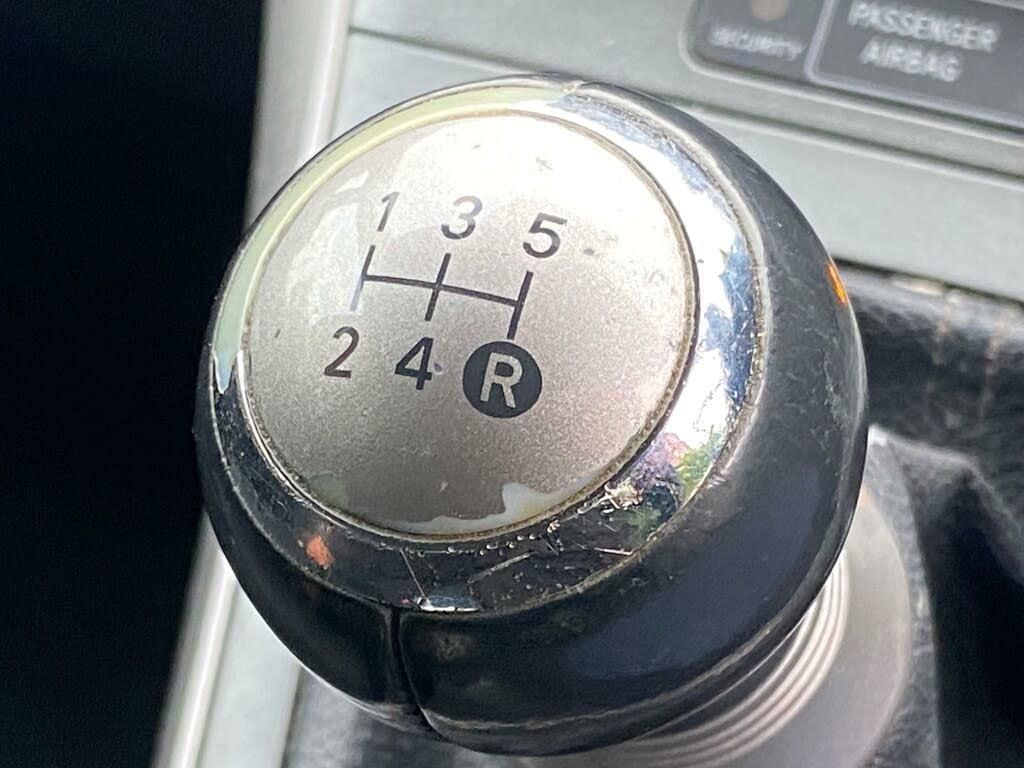 SECURITY
PASSENGER
AIRBAG
1 3 5
2 4 R